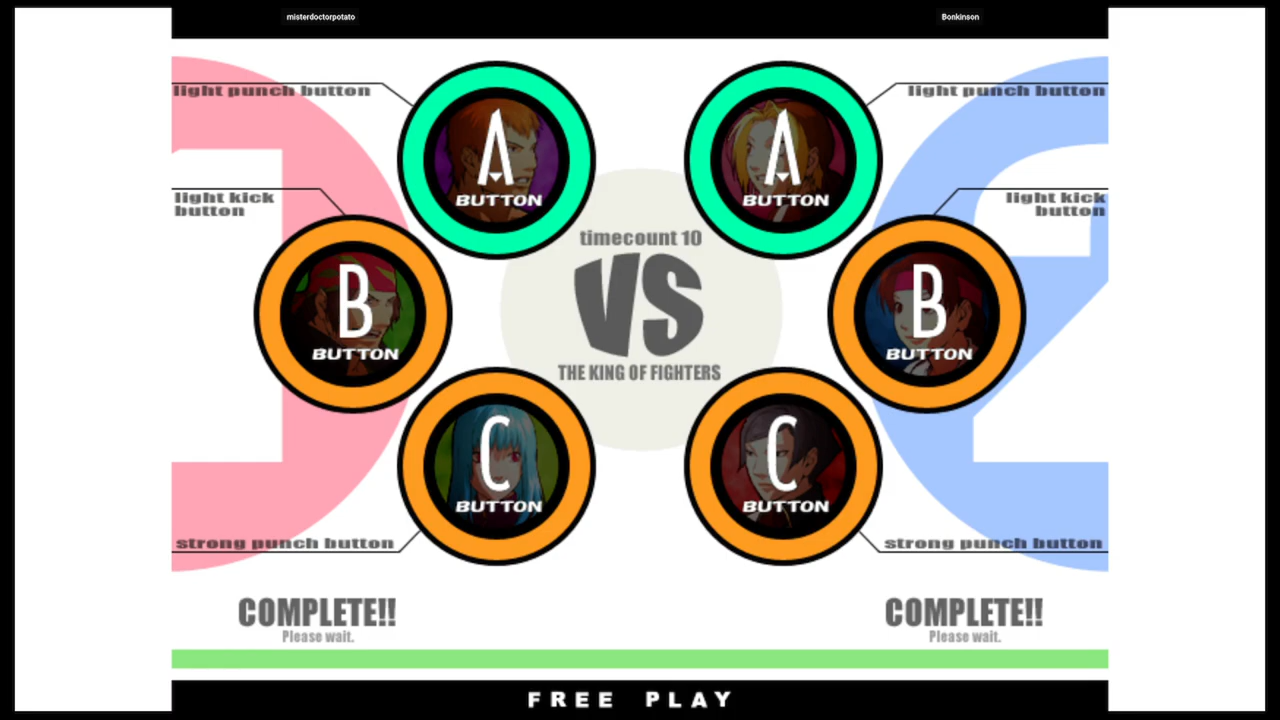 misterdoctorpotato
Bonkinson
light punch button
A
BUTTON
A
BUTTON
light punch button
light kick
button
B
BUTTON
timecount 10
VS
THE KING OF FIGHTERS
light kick
button
B
BUTTON
C
BUTTON
C
BUTTON
strong punch button
strong punch button
COMPLETE!!
Please wait.
COMPLETE!!
Please wait.
FREE PLAY